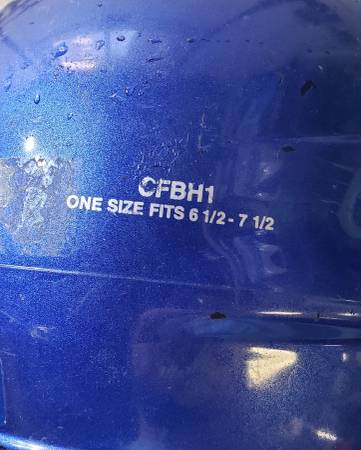 CFBH1
ONE SIZE FITS 6 1/2 - 7 1/2